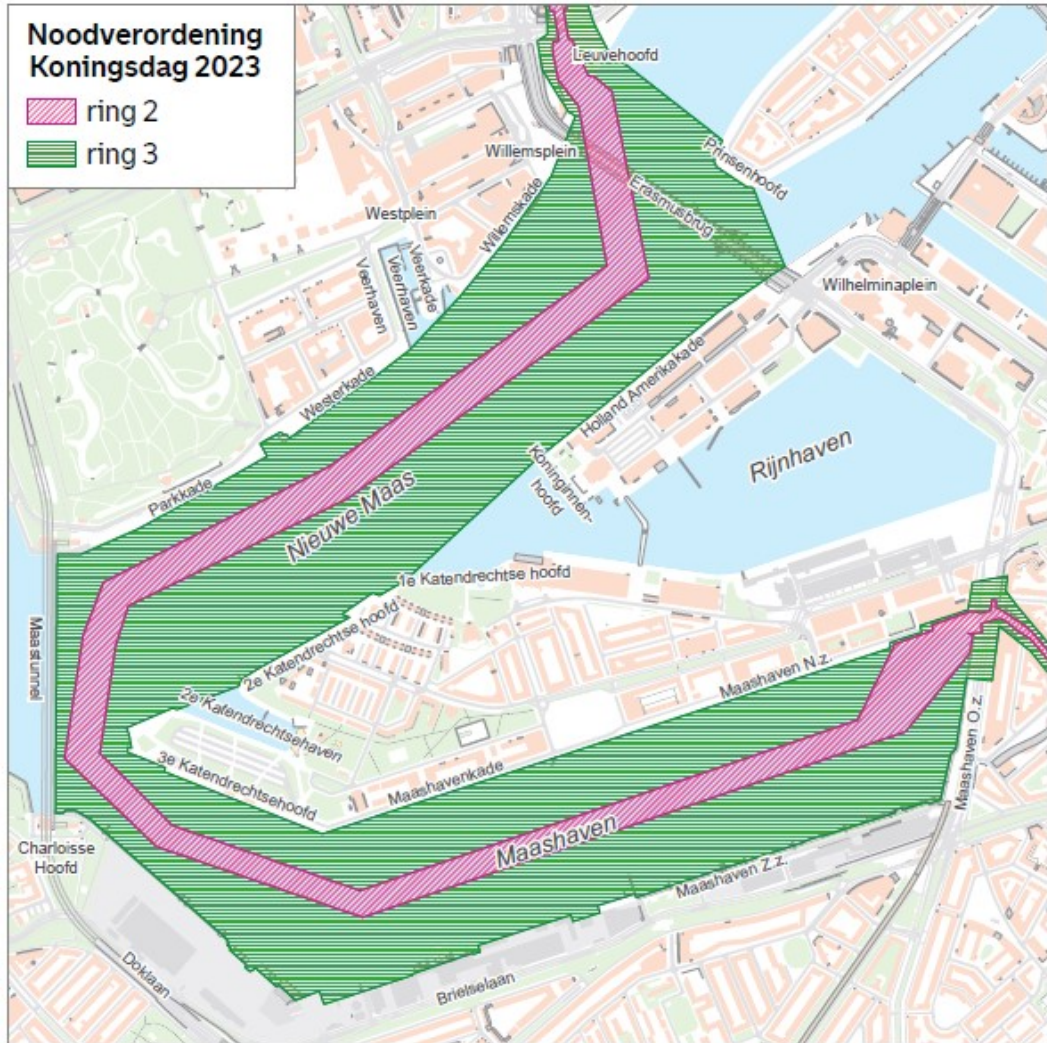 Noodverordening
Koningsdag 2023
ring 2
ring 3
Leuvehoofd
Willemsplein
Prinsenhoofd
Erasmusbrug
Westplein
Willemskade
Veerkade
Veerhaven
Veerhaven
Wilhelminaplein
Westerkade
Holland Amerikakade
Rijnhaven
Koninginnen-
hoofd
Parkkade
Nieuwe Maas
1e Katendrechtse hoofd
Maastunnel
2e Katendrechtse hoofd
Maashaven N.z.
2e Katendrechtsehaven
Maashaven O.z.
3e Katendrechtsehoofd
Maashavenkade
Charloisse
Hoofd
Maashaven
Maashaven Z.z.
Doklaan
Brielselaan